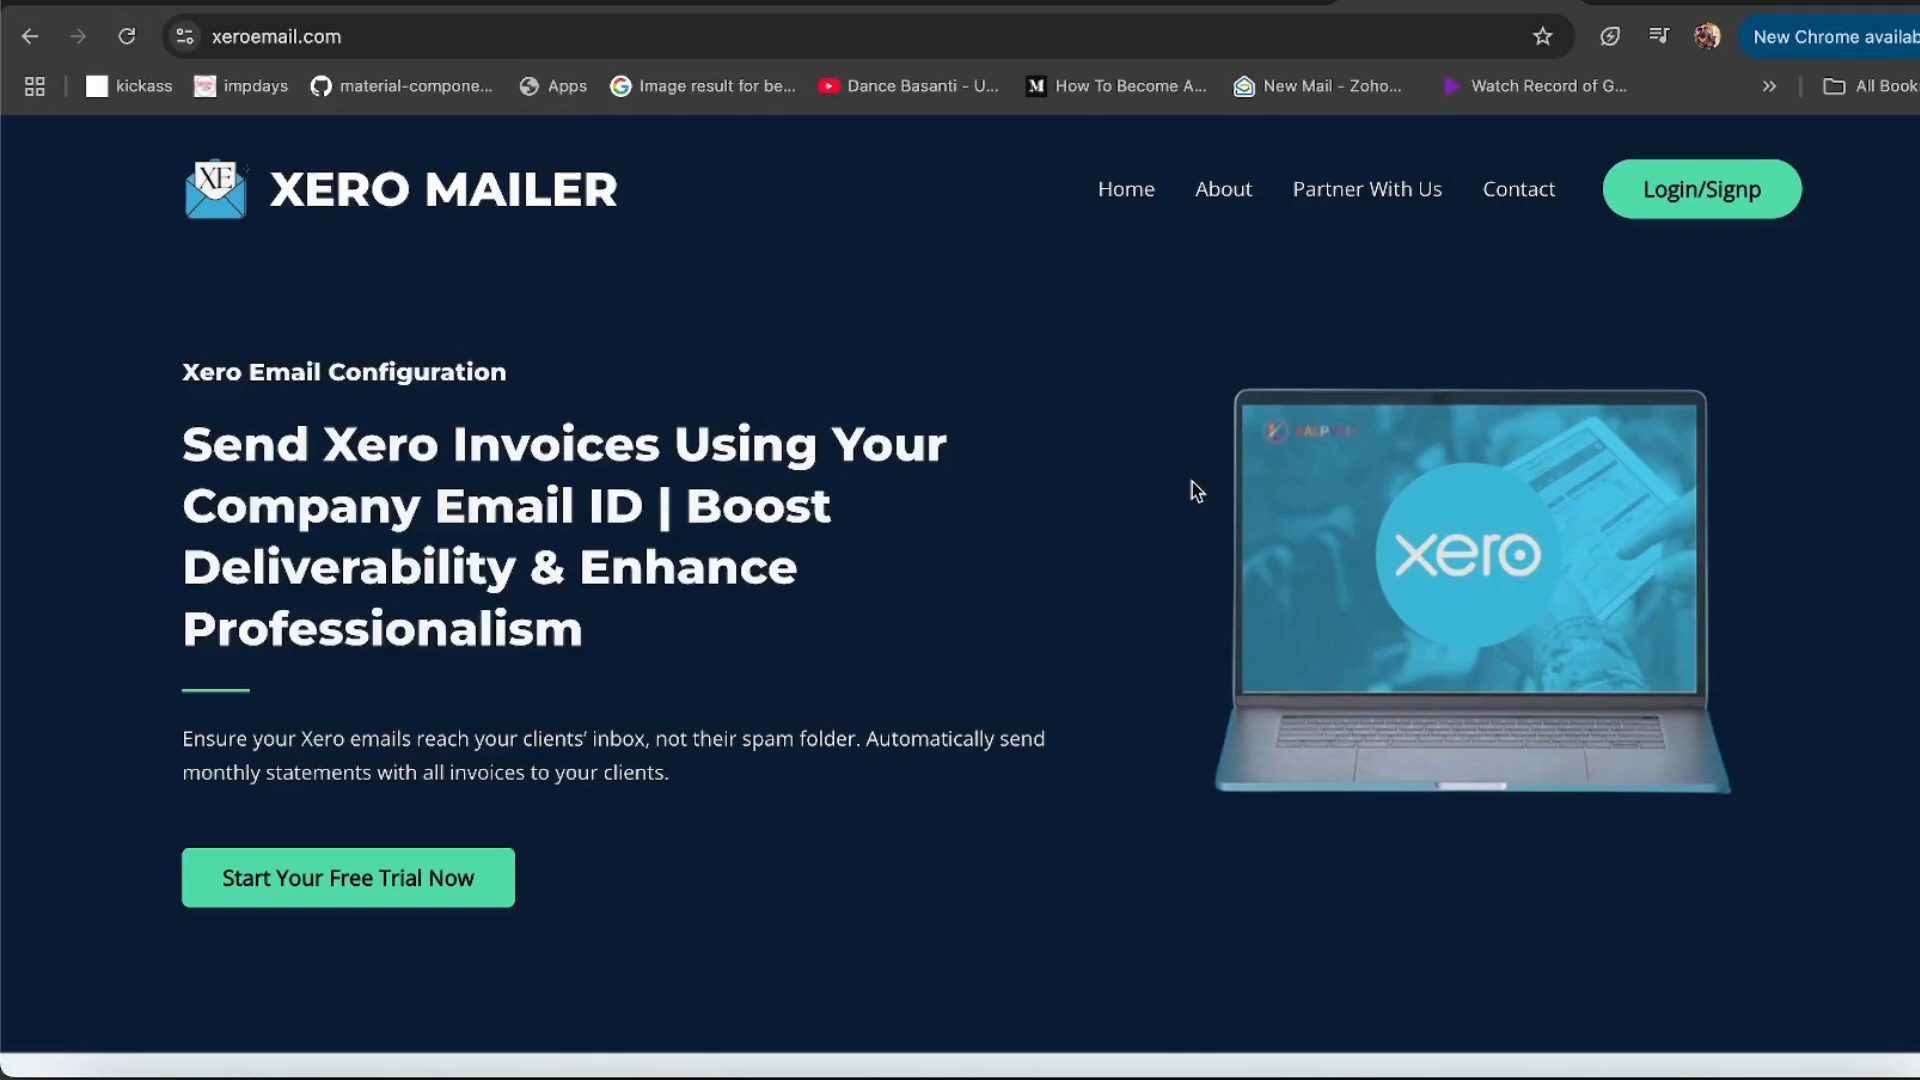 xeroemail.com
New Chrome availab
kickass
impdays
material-compone...
Apps
Image result for be...
Dance Basanti - U...
M
How To Become A...
New Mail - Zoho...
Watch Record of G...
All Book
XE
XERO MAILER
Home
About
Partner With Us
Contact
Login/Signp
Xero Email Configuration
Send Xero Invoices Using Your
Company Email ID | Boost
Deliverability & Enhance
Professionalism
xero
Ensure your Xero emails reach your clients’ inbox, not their spam folder. Automatically send
monthly statements with all invoices to your clients.
Start Your Free Trial Now